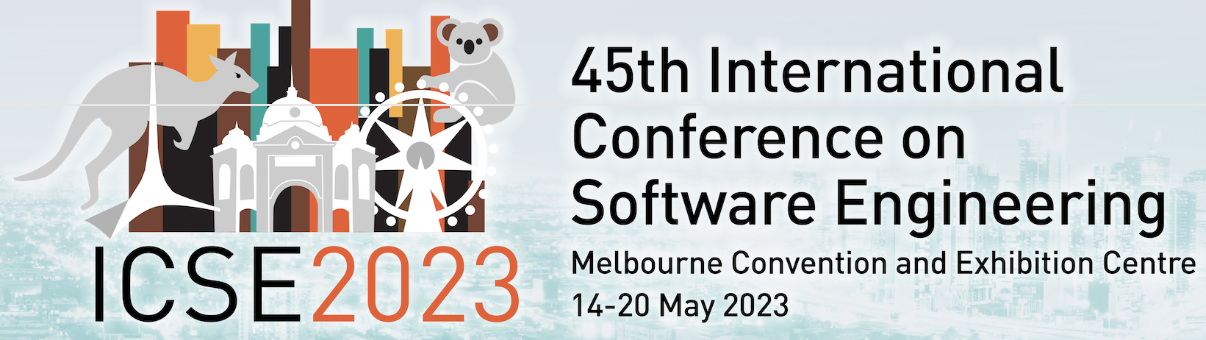 45th International
Conference on
Software Engineering
Melbourne Convention and Exhibition Centre
14-20 May 2023
ICSE2023